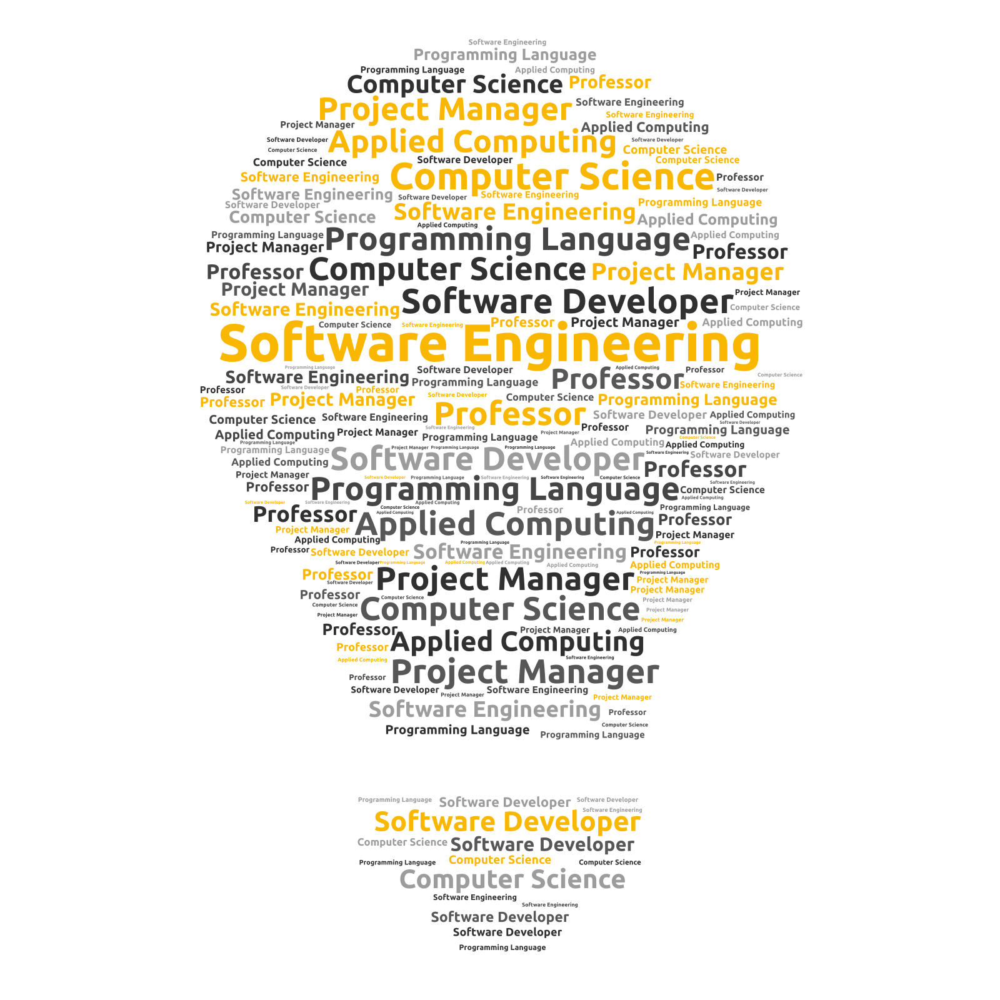 Software Engineering
Programming Language
Programming Language Applied Computing
Computer Science Professor
Project Manager Software Engineering
Software Engineering
Project Manager Applied Computing
Software Developer Applied Computing Software Developer
Computer Science Computer Science
Computer Science Software Developer Computer Science
Software Engineering Computer Science Professor
Software Developer
Software Engineering Software Developer Software Engineering
Software Developer Programming Language
Computer Science Software Engineering Applied Computing
Applied Computing
Programming Language Programming Language Applied Computing
Project Manager Professor
Professor Computer Science Project Manager
Project Manager Project Manager
Software Engineering Software Developer Computer Science
Computer Science Software Engineering Professor Project Manager Applied Computing
Software Engineering
Programming Language Software Developer Applied Computing Professor
Software Engineering Programming Language Professor Computer Science
Software Engineering
Professor Software Developer Professor
Professor Project Manager Software Developer Computer Science Programming Language
Computer Science Software Engineering Professor Software Developer Applied Computing
Software Developer
Applied Computing Project Manager Software Engineering Project Manager Professor Programming Language
Programming Language Programming Language Applied Computing Computer Science
Applied Computing
Programming Language Project Manager Programming Language Programming Language Software Engineering Software Developer
Applied Computing Software Developer Professor
Project Manager Software Developer Programming Language Software Engineering Software Engineering Computer Science
Software Engineering
Professor Programming Language Computer Science
Applied Computing
Software Developer Software Engineering Applied Computing
Computer Science Programming Language
Professor Applied Computing Professor Applied Computing
Applied Computing Professor
Project Manager Project Manager
Applied Computing Programming Language Programming Language
Professor Software Developer Software Engineering Professor
Software Developer Programming Language Applied Computing Applied Computing Applied Computing Applied Computing
Professor Project Manager Programming Language
Software Developer Project Manager
Project Manager
Professor Computer Science Project Manager
Computer Science Computer Science Project Manager
Project Manager Project Manager
Professor Project Manager Applied Computing
Professor Applied Computing
Applied Computing Software Engineering
Professor Project Manager
Software Developer Project Manager Software Engineering Project Manager
Software Engineering Professor
Computer Science
Programming Language Programming Language
Programming Language Software Developer Software Developer
Software Engineering
Software Developer
Computer Science Software Developer
Programming Language Computer Science Computer Science
Computer Science
Software Engineering
Software Engineering
Software Developer
Software Developer
Programming Language